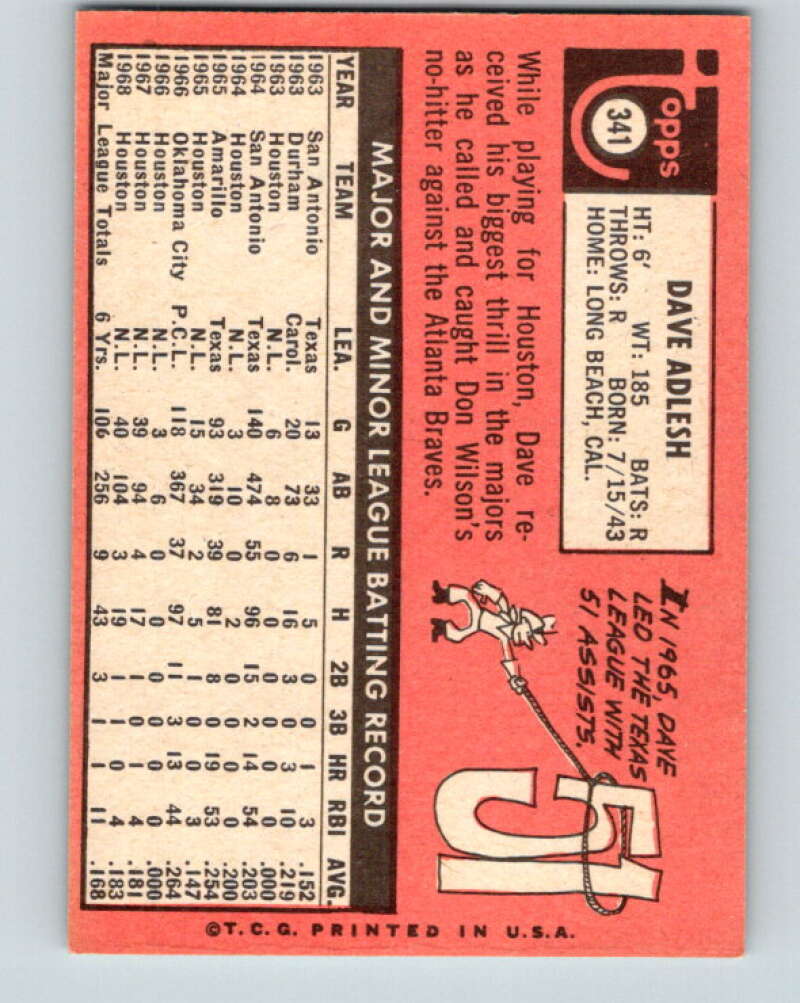 Topps
341
DAVE ADLESH
HT: 6' WT: 185 BATS: R
THROWS: R BORN: 7/15/43
HOME: LONG BEACH, CAL.
While playing for Houston, Dave re-
ceived his biggest thrill in the majors
as he called and caught Don Wilson's
no-hitter against the Atlanta Braves.
IN 1965, DAVE
LED THE TEXAS
LEAGUE WITH
51 ASSISTS.
51
MAJOR AND MINOR LEAGUE BATTING RECORD
YEAR TEAM LEA. G AB R H 2B 3B HR RBI AVG.
1963 San Antonio Texas 13 33 1 5 0 0 1 3 .152
1963 Durham Carol. 20 73 6 16 3 0 3 10 .219
1963 Houston N.L. 6 8 0 0 0 0 0 0 .000
1964 San Antonio Texas 140 474 55 96 15 2 14 54 .203
1964 Houston N.L. 3 10 0 2 0 0 0 0 .200
1965 Amarillo Texas 93 319 39 81 8 0 19 53 .254
1965 Houston N.L. 15 34 2 5 1 0 0 3 .147
1966 Oklahoma City P.C.L. 118 367 37 97 11 3 13 44 .264
1966 Houston N.L. 3 6 0 0 0 0 0 0 .000
1967 Houston N.L. 39 94 4 17 1 0 1 4 .181
1968 Houston N.L. 40 104 3 19 1 1 0 4 .183
Major League Totals 6 Yrs. 106 256 9 43 3 1 1 11 .168
©T.C.G. PRINTED IN U.S.A.